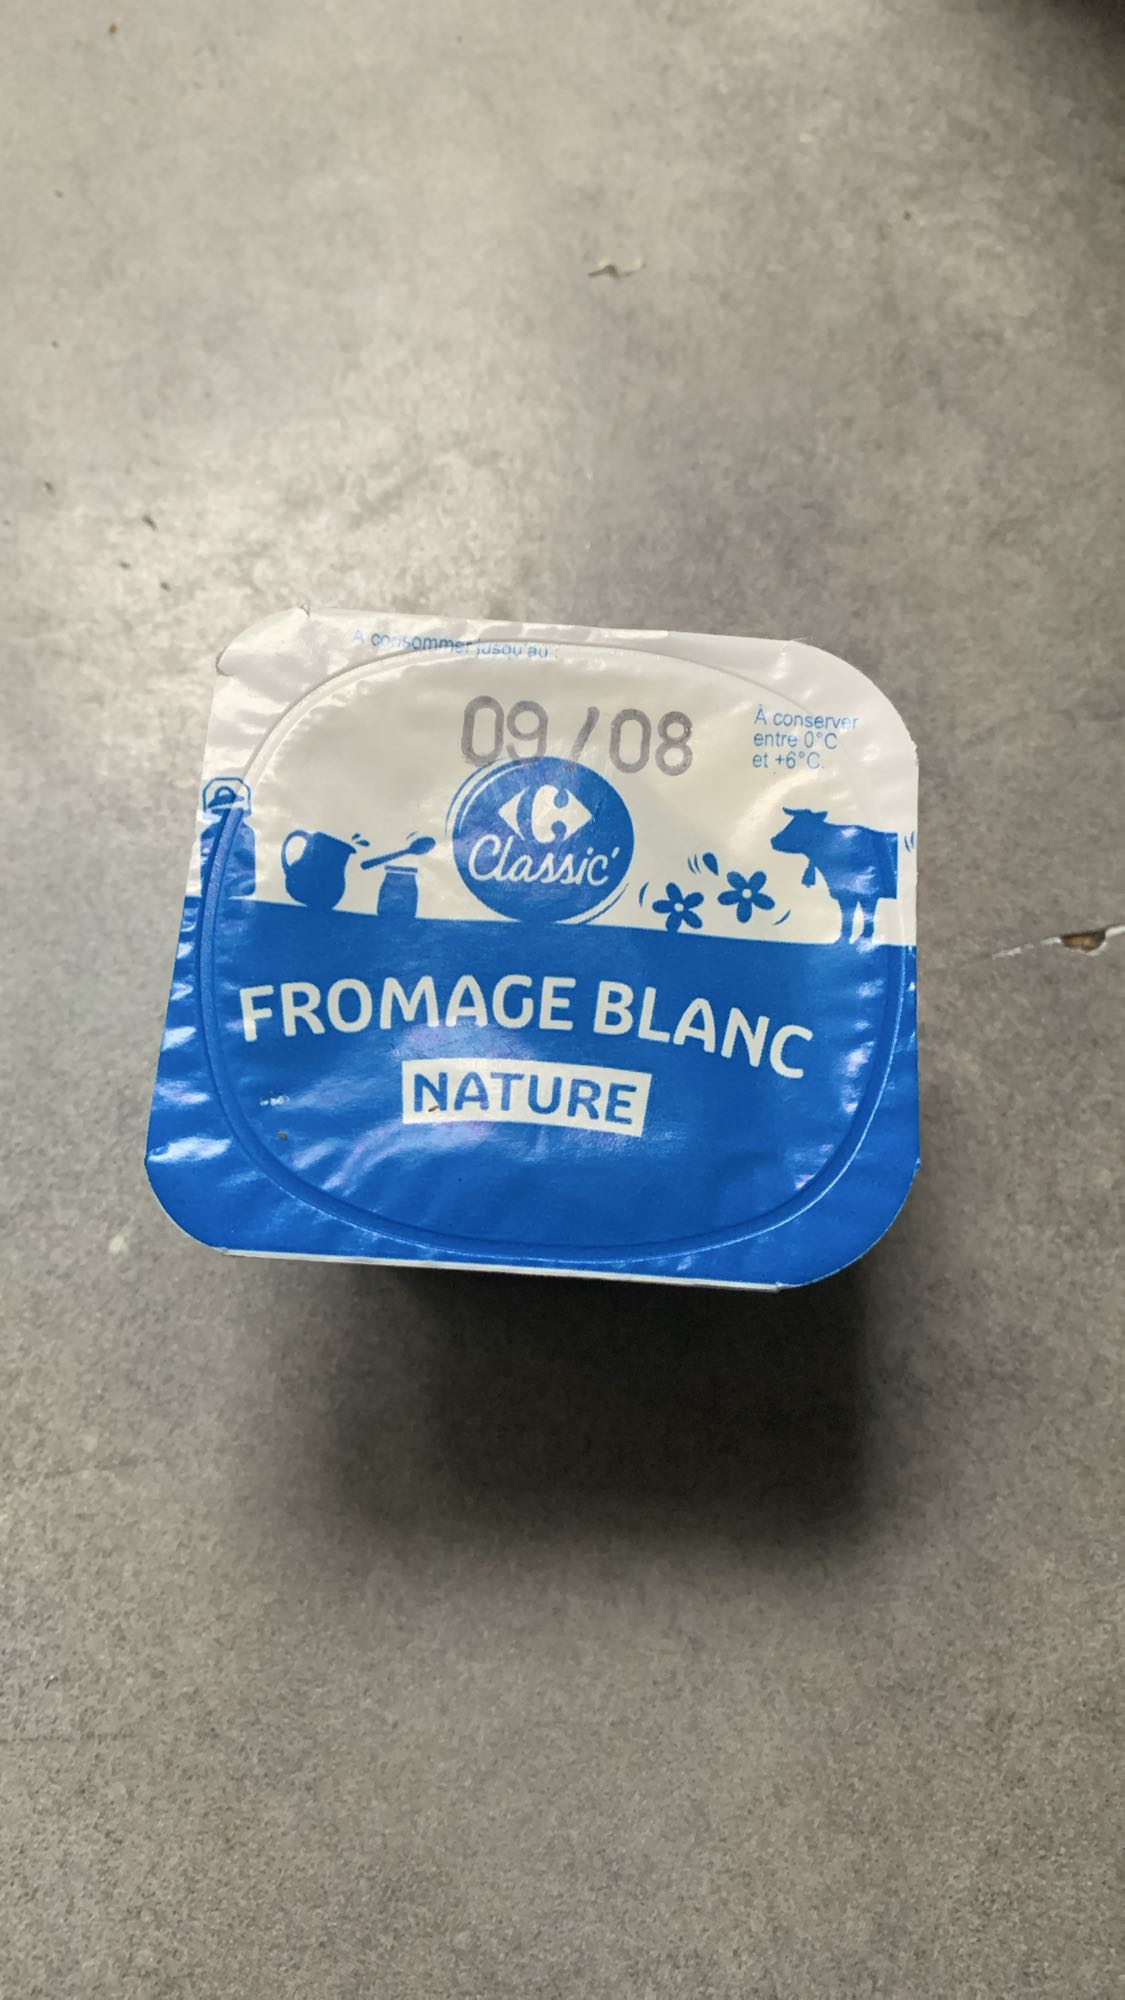 A consommer jusqu'au :
09/08
À conserver
entre 0°C
et +6°C.
Classic'
FROMAGE BLANC
NATURE